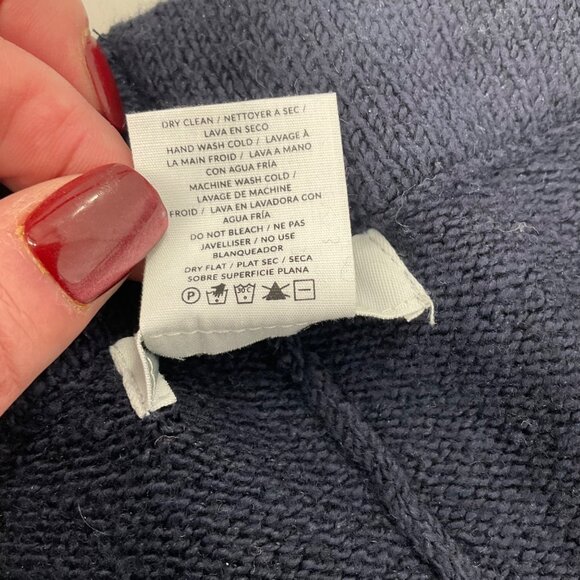 DRY CLEAN / NETTOYER A SEC /
LAVA EN SECO
HAND WASH COLD / LAVAGE À
LA MAIN FROID / LAVA A MANO
CON AGUA FRÍA
MACHINE WASH COLD /
LAVAGE DE MACHINE
FROID / LAVA EN LAVADORA CON
AGUA FRÍA
DO NOT BLEACH / NE PAS
JAVELLISER / NO USE
BLANQUEADOR
DRY FLAT / PLAT SEC / SECA
SOBRE SUPERFICIE PLANA
P 30C